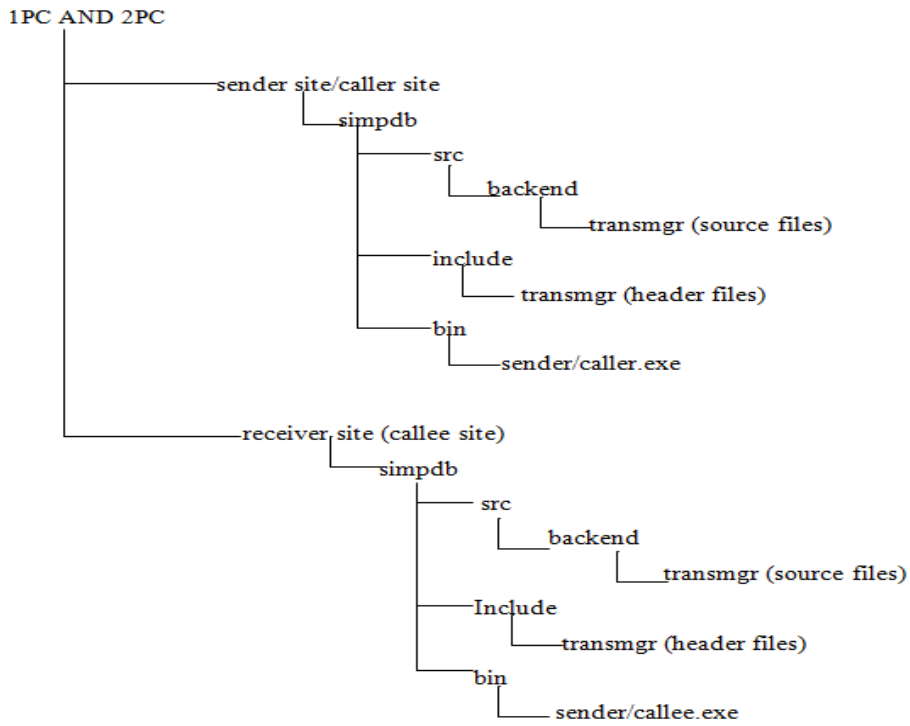 1PC AND 2PC
sender site/caller site
simpdb
src
backend
transmgr (source files)
include
transmgr (header files)
bin
sender/caller.exe
receiver site (callee site)
simpdb
src
backend
transmgr (source files)
Include
transmgr (header files)
bin
sender/callee.exe